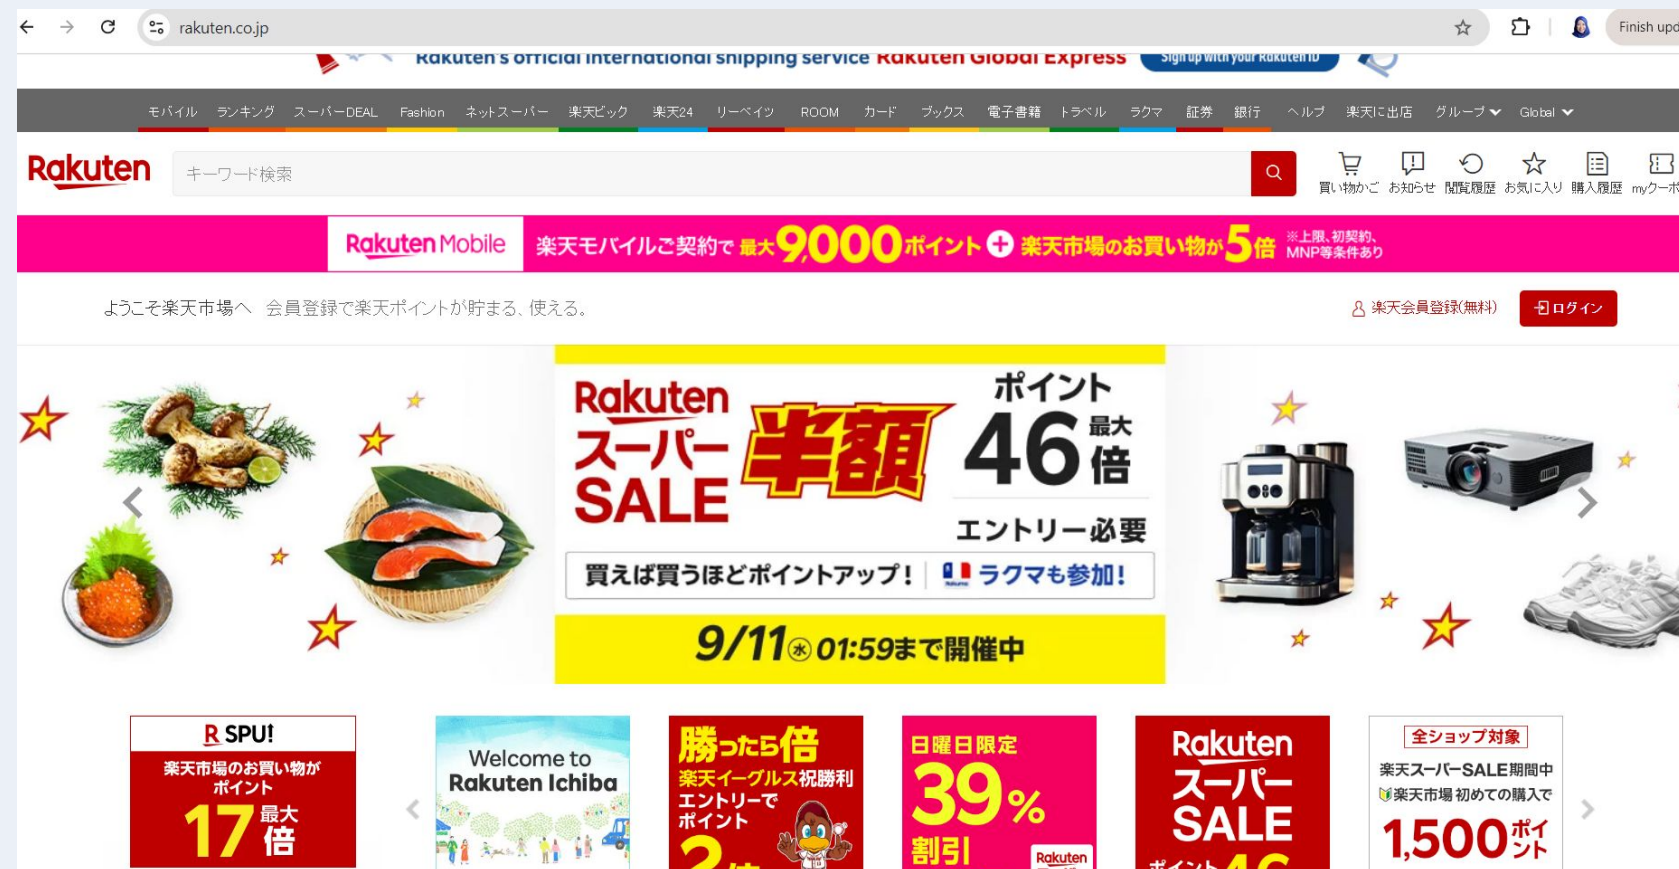 rakuten.co.jp
Finish upd
Rakuten's official international shipping service Rakuten Global Express
Sign up with your Rakuten ID
モバイル ランキング スーパーDEAL Fashion ネットスーパー 楽天ビック 楽天24 リーベイツ ROOM カード ブックス 電子書籍 トラベル ラクマ 証券 銀行 ヘルプ 楽天に出店 グループ Global
Rakuten
キーワード検索
買い物かご お知らせ 閲覧履歴 お気に入り 購入履歴 myクーポ
Rakuten Mobile 楽天モバイルご契約で最大9,000ポイント+楽天市場のお買い物が5倍
※上限、初契約、
MNP等条件あり
ようこそ楽天市場へ 会員登録で楽天ポイントが貯まる、使える。
楽天会員登録(無料) ログイン
Rakuten
スーパー
SALE
半額
ポイント
46最大倍
エントリー必要
買えば買うほどポイントアップ! ラクマも参加!
9/11水01:59まで開催中
R SPU!
楽天市場のお買い物が
ポイント
17最大倍
Welcome to
Rakuten Ichiba
勝ったら倍
楽天イーグルス祝勝利
エントリーで
ポイント
2倍
日曜日限定
39%
割引
Rakuten
Rakuten
スーパー
SALE
ポイント46
全ショップ対象
楽天スーパーSALE期間中
楽天市場初めての購入で
1,500ポイント